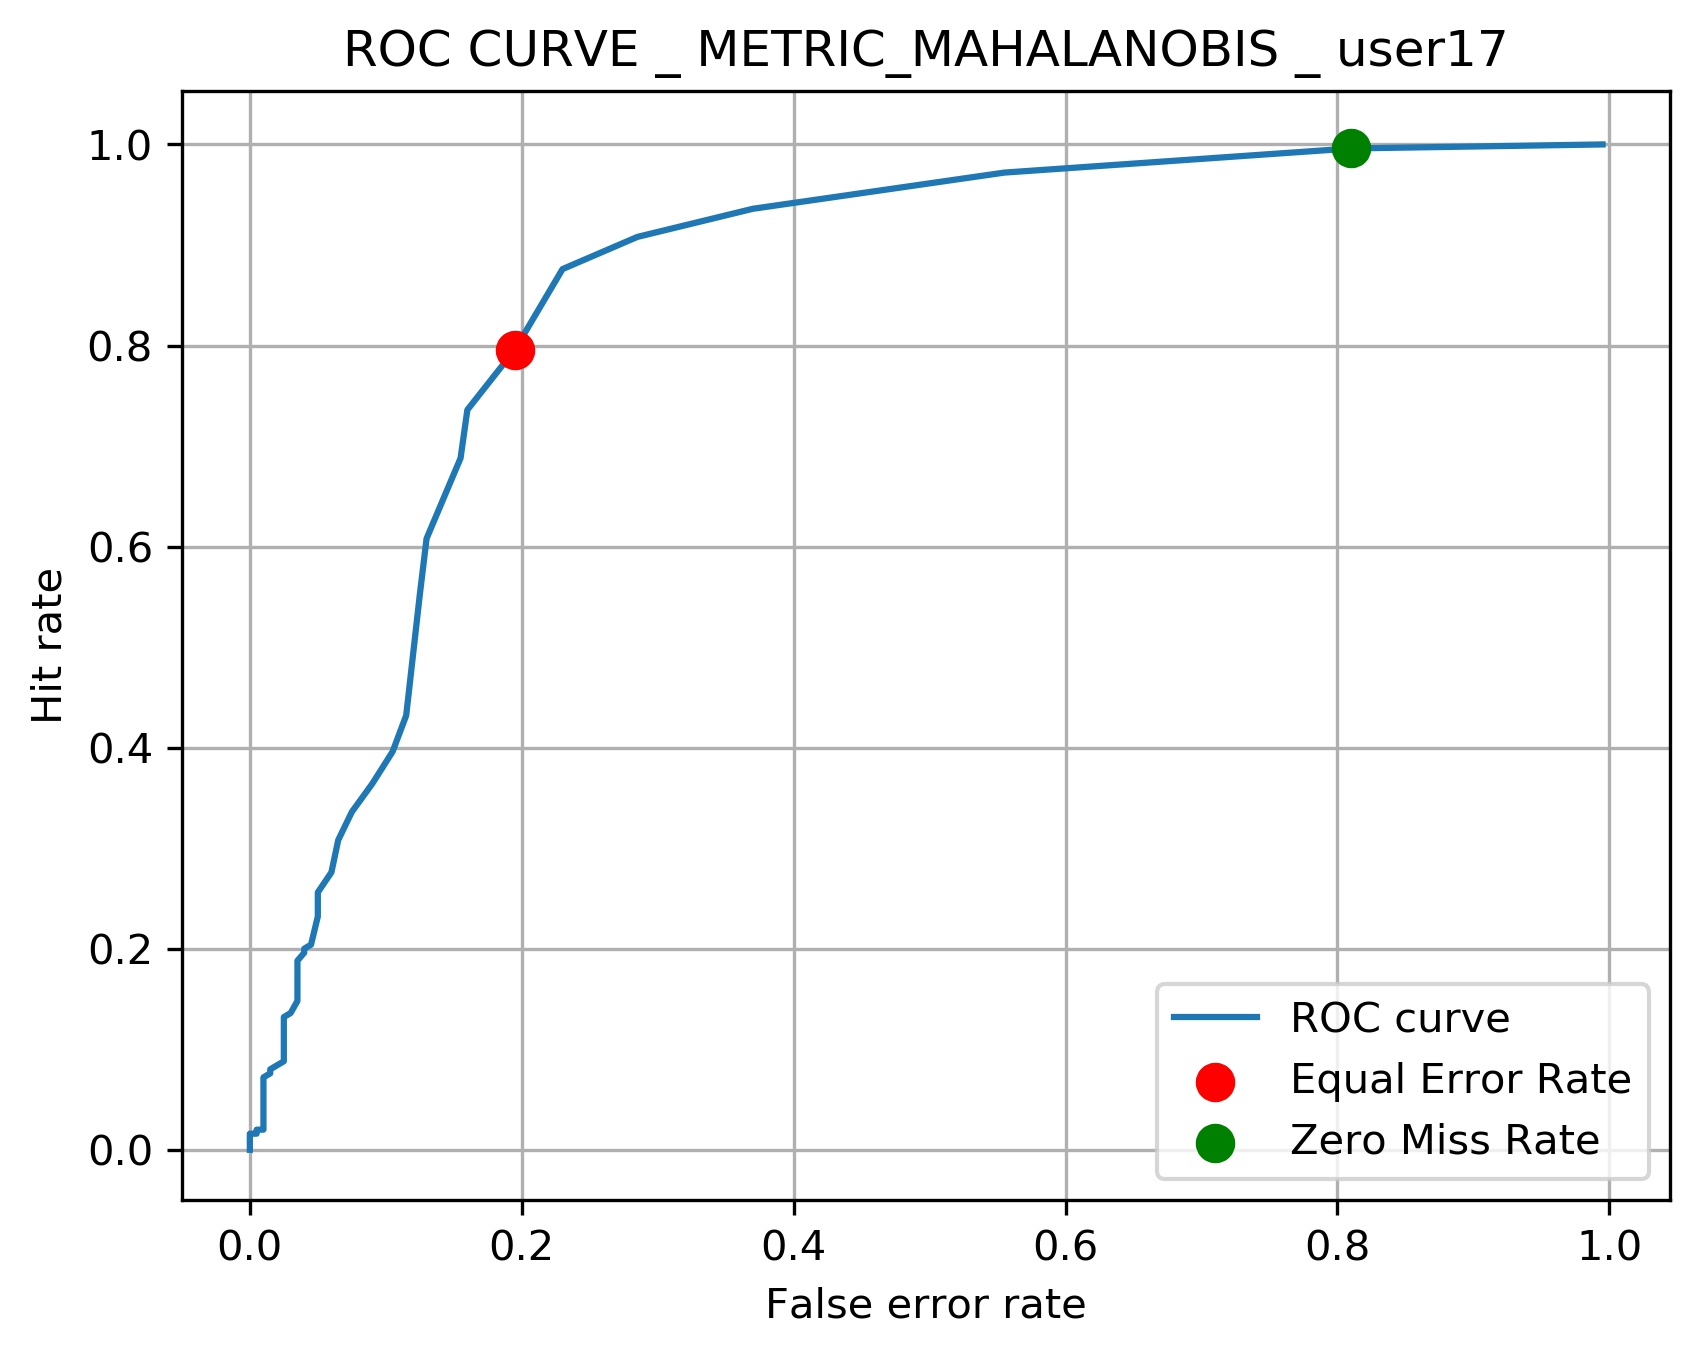 ROC CURVE _ METRIC_MAHALANOBIS _ user17
1.0
0.8
0.6
0.4
0.2
0.0
Hit rate
ROC curve
Equal Error Rate
Zero Miss Rate
0.0 0.2 0.4 0.6 0.8 1.0
False error rate